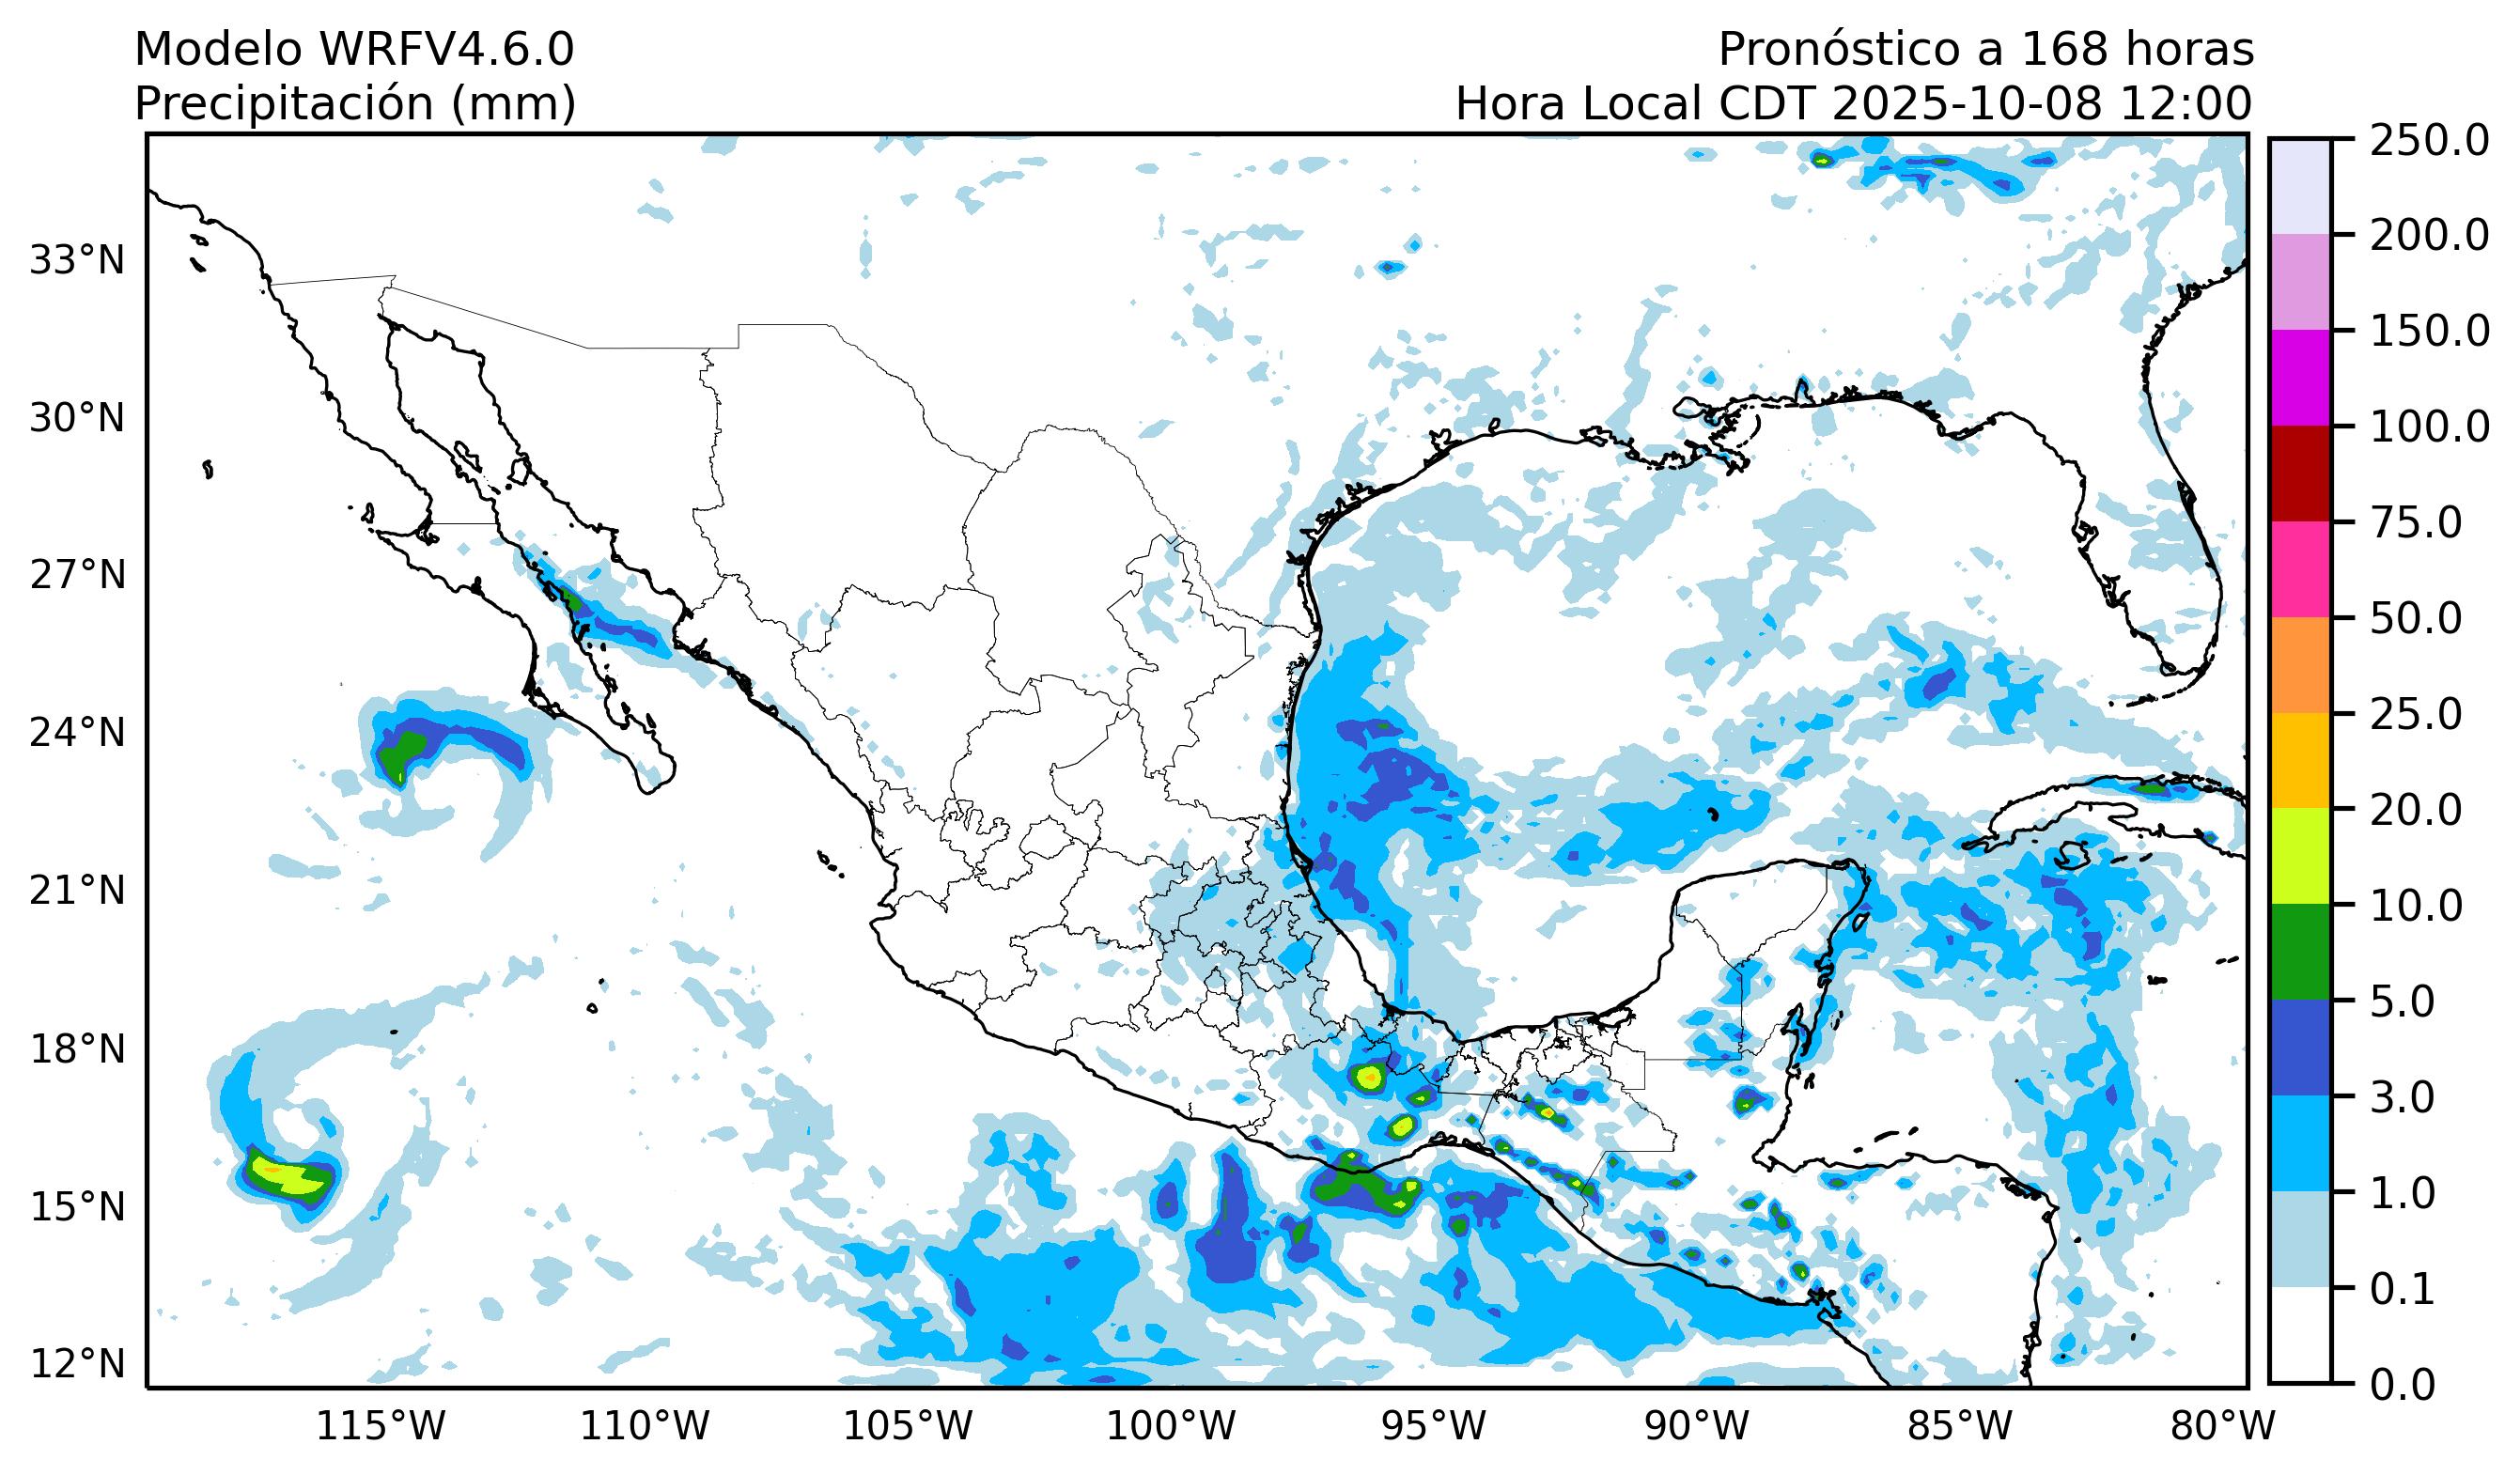 Modelo WRFV4.6.0
Precipitación (mm)
Pronóstico a 168 horas
Hora Local CDT 2025-10-08 12:00
33°N
30°N
27°N
24°N
21°N
18°N
15°N
12°N
115°W
110°W
105°W
100°W
95°W
90°W
85°W
80°W
250.0
200.0
150.0
100.0
75.0
50.0
25.0
20.0
10.0
5.0
3.0
1.0
0.1
0.0